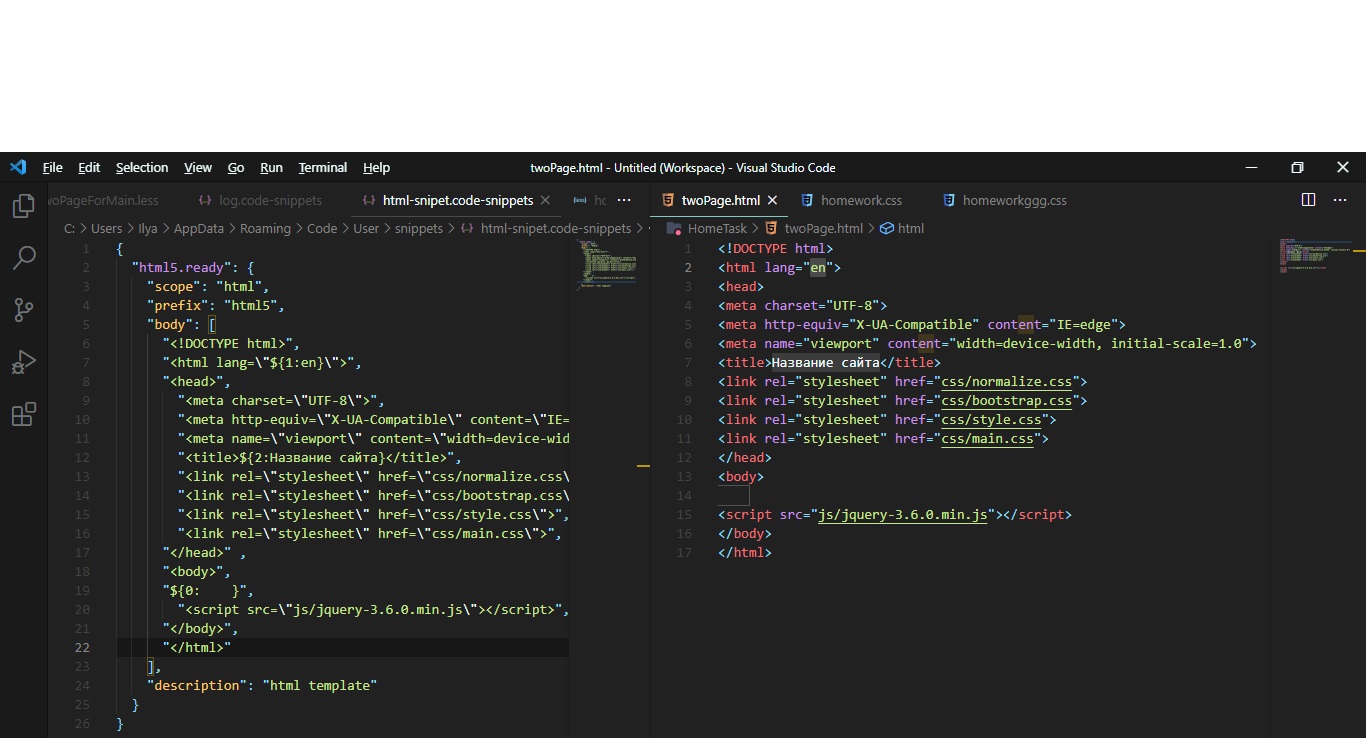 File Edit Selection View Go Run Terminal Help
twoPage.html - Untitled (Workspace) - Visual Studio Code
woPageForMain.less log.code-snippets html-snipet.code-snippets hc ...
C: > Users > Ilya > AppData > Roaming > Code > User > snippets > html-snipet.code-snippets >
1 {
2 "html5.ready": {
3 "scope": "html",
4 "prefix": "html5",
5 "body": [
6 "<!DOCTYPE html>",
7 "<html lang=\"${1:en}\">",
8 "<head>",
9 "<meta charset=\"UTF-8\">",
10 "<meta http-equiv=\"X-UA-Compatible\" content=\"IE=
11 "<meta name=\"viewport\" content=\"width=device-wid
12 "<title>${2:Название сайта}</title>",
13 "<link rel=\"stylesheet\" href=\"css/normalize.css\
14 "<link rel=\"stylesheet\" href=\"css/bootstrap.css\
15 "<link rel=\"stylesheet\" href=\"css/style.css\">",
16 "<link rel=\"stylesheet\" href=\"css/main.css\">",
17 "</head>" ,
18 "<body>",
19 "${0:    }",
20 "<script src=\"js/jquery-3.6.0.min.js\"></script>",
21 "</body>",
22 "</html>"
23 ],
24 "description": "html template"
25 }
26 }
twoPage.html homework.css homeworkggg.css ...
HomeTask > twoPage.html > html
1 <!DOCTYPE html>
2 <html lang="en">
3 <head>
4 <meta charset="UTF-8">
5 <meta http-equiv="X-UA-Compatible" content="IE=edge">
6 <meta name="viewport" content="width=device-width, initial-scale=1.0">
7 <title>Название сайта</title>
8 <link rel="stylesheet" href="css/normalize.css">
9 <link rel="stylesheet" href="css/bootstrap.css">
10 <link rel="stylesheet" href="css/style.css">
11 <link rel="stylesheet" href="css/main.css">
12 </head>
13 <body>
14
15 <script src="js/jquery-3.6.0.min.js"></script>
16 </body>
17 </html>